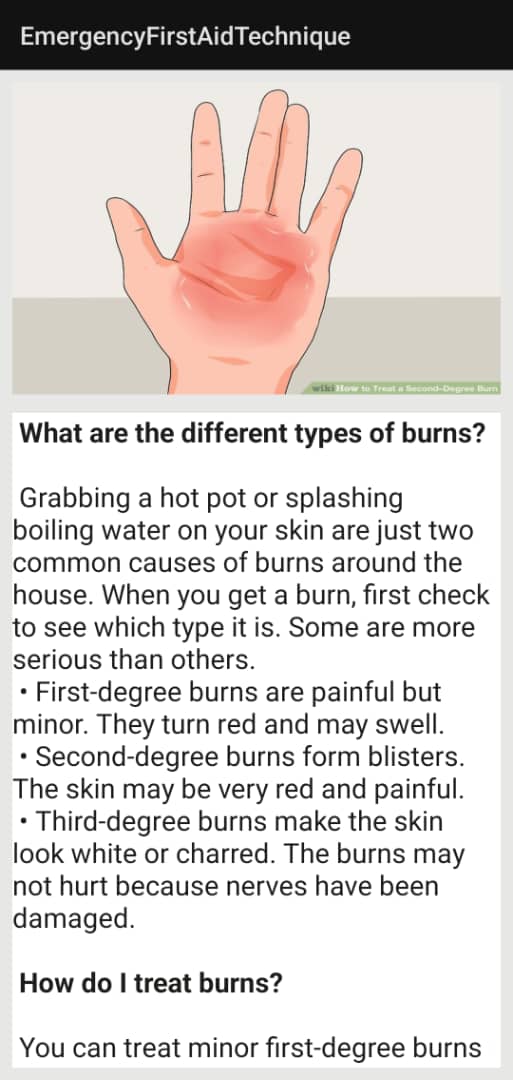 EmergencyFirstAidTechnique
wikiHow to Treat a Second-Degree Burn
What are the different types of burns?
Grabbing a hot pot or splashing
boiling water on your skin are just two
common causes of burns around the
house. When you get a burn, first check
to see which type it is. Some are more
serious than others.
• First-degree burns are painful but
minor. They turn red and may swell.
• Second-degree burns form blisters.
The skin may be very red and painful.
• Third-degree burns make the skin
look white or charred. The burns may
not hurt because nerves have been
damaged.
How do I treat burns?
You can treat minor first-degree burns